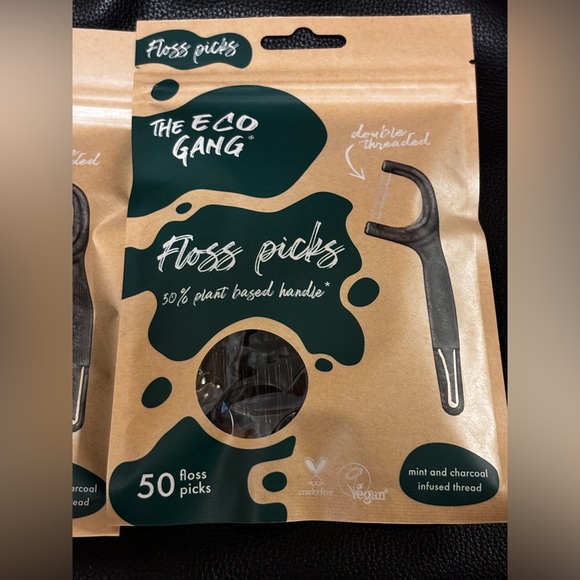 Floss picks
THE ECO
GANG®
double
threaded
Floss picks
50% plant based handle*
50 floss
picks
crueltyfree
Vegan
mint and charcoal
infused thread